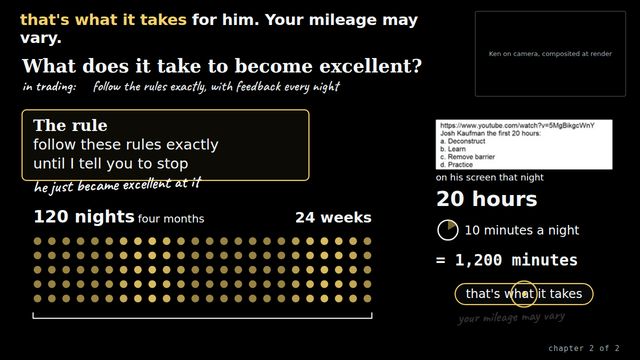 that's what it takes for him. Your mileage may
vary.
Ken on camera, composited at render
What does it take to become excellent?
in trading: follow the rules exactly, with feedback every night
The rule
follow these rules exactly
until I tell you to stop
he just became excellent at it
120 nights four months 24 weeks
https://www.youtube.com/watch?v=5MgBikgcWnY
Josh Kaufman the first 20 hours:
a. Deconstruct
b. Learn
c. Remove barrier
d. Practice
on his screen that night
20 hours
10 minutes a night
= 1,200 minutes
that's what it takes
your mileage may vary
chapter 2 of 2